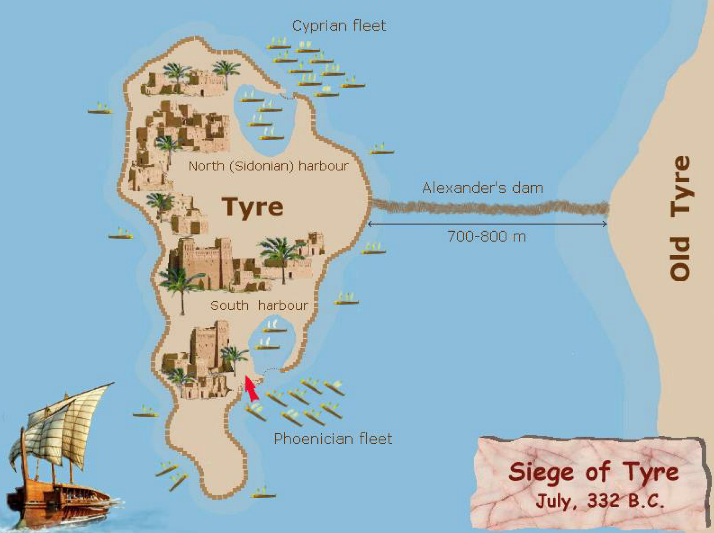 Cyprian fleet
North (Sidonian) harbour
Alexander's dam
Tyre
700-800 m
Old Tyre
South harbour
Phoenician fleet
Siege of Tyre
July, 332 B.C.